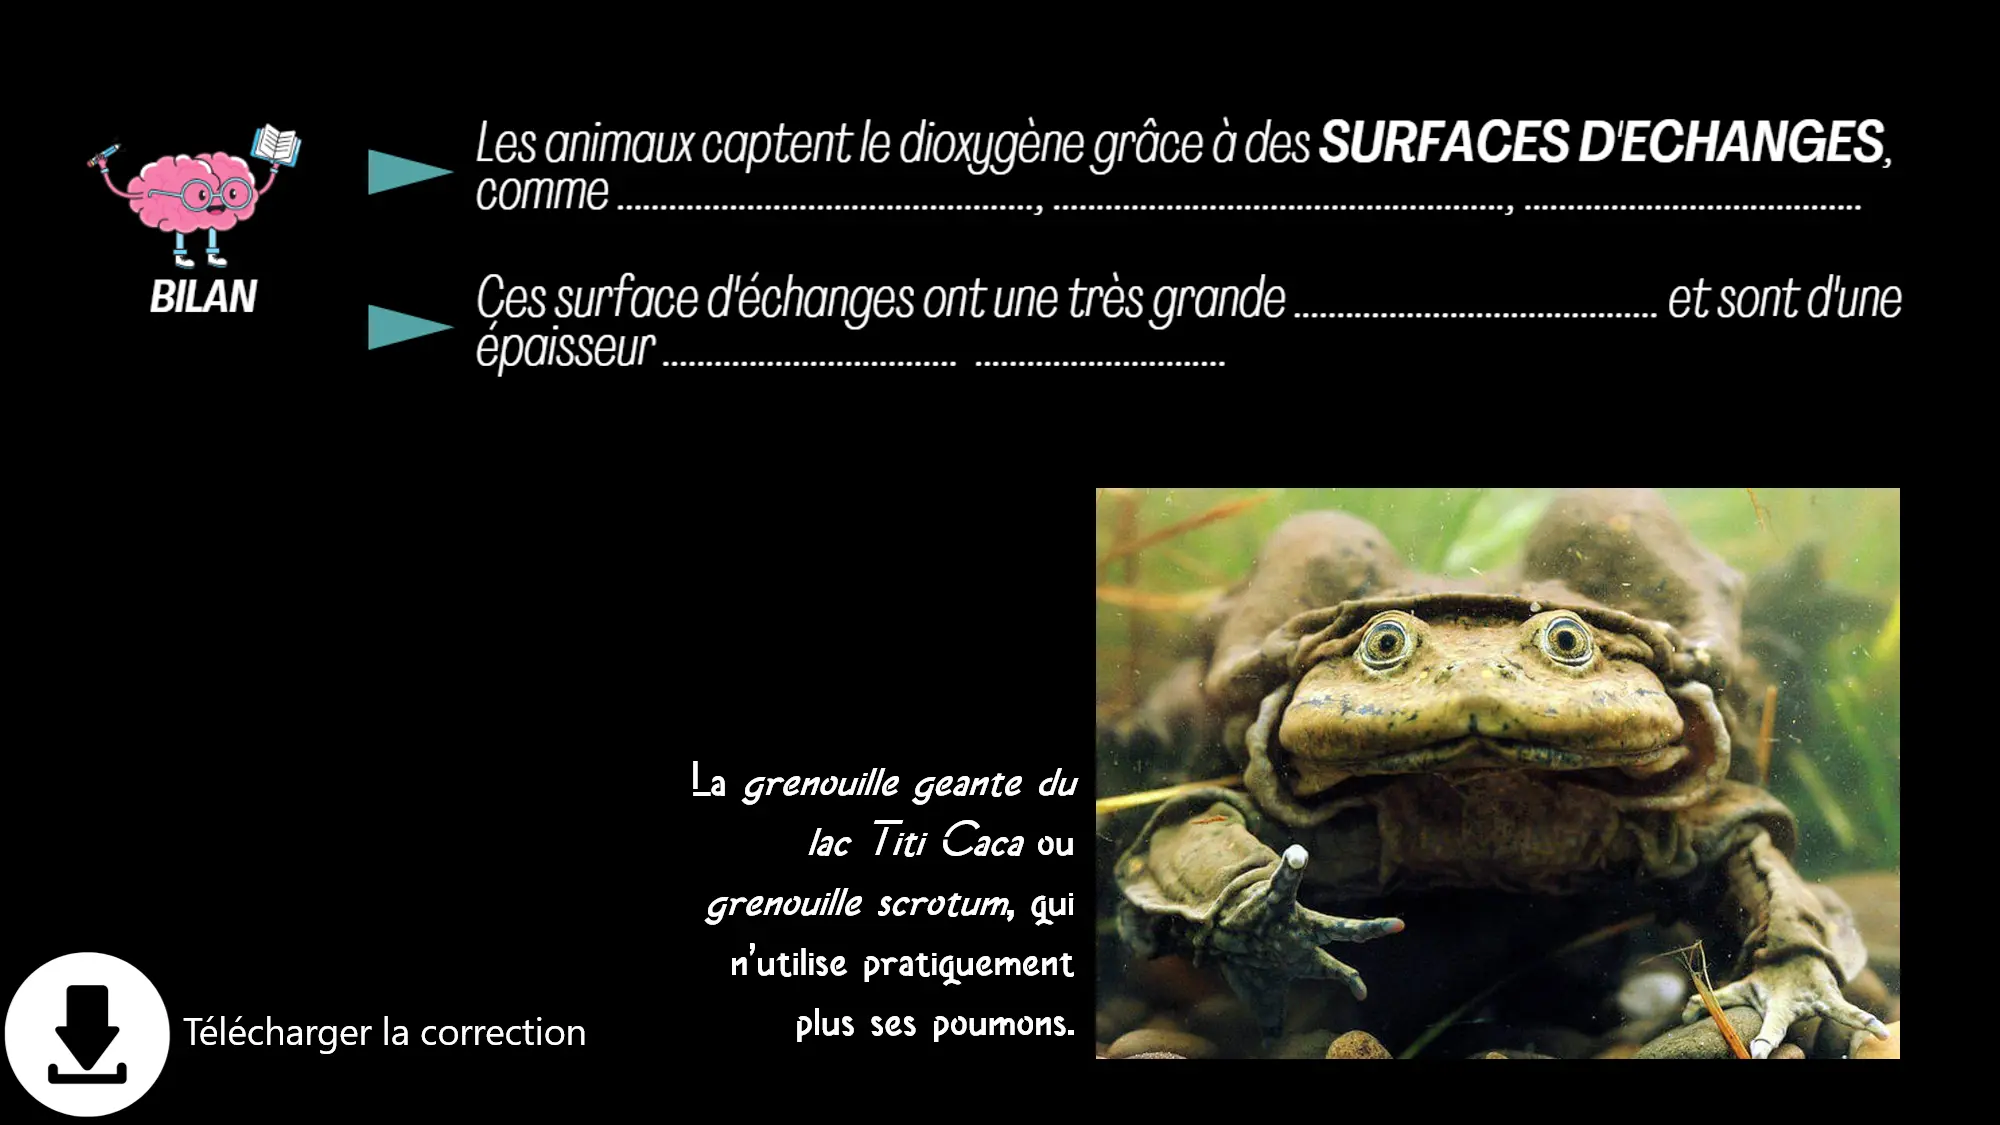 Les animaux captent le dioxygène grâce à des SURFACES D'ECHANGES,
comme ................................................, ...................................................., .......................................
BILAN
Ces surface d'échanges ont une très grande .......................................... et sont d'une
épaisseur .................................. .............................
La grenouille geante du
lac Titi Caca ou
grenouille scrotum, qui
n'utilise pratiquement
plus ses poumons.
Télécharger la correction